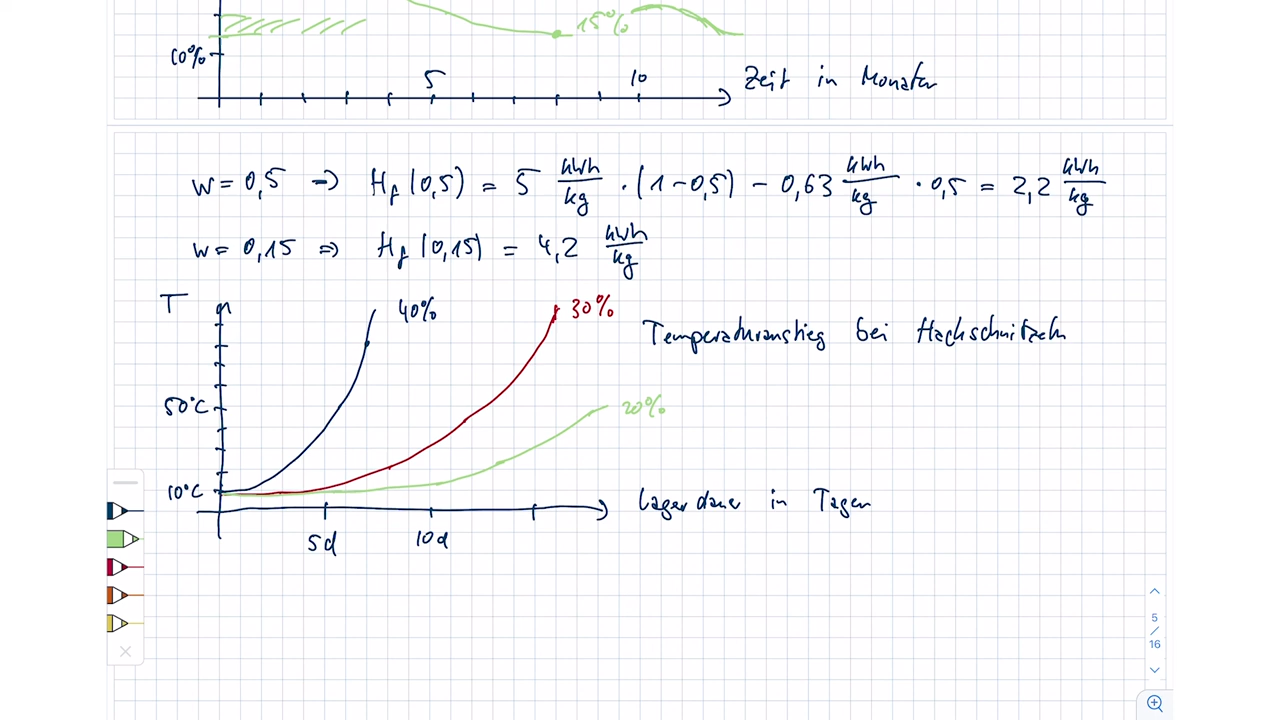 15%
10%
5
10
Zeit in Monaten
w = 0,5 → Hf (0,5) = 5 kWh/kg · (1 - 0,5) - 0,63 kWh/kg · 0,5 = 2,2 kWh/kg
w = 0,15 ⇒ Hf (0,15) = 4,2 kWh/kg
T
40%
30%
Temperaturanstieg bei Hackschnitzeln
50°C
20%
10°C
Lagerdauer in Tagen
5d
10d
5
/
16